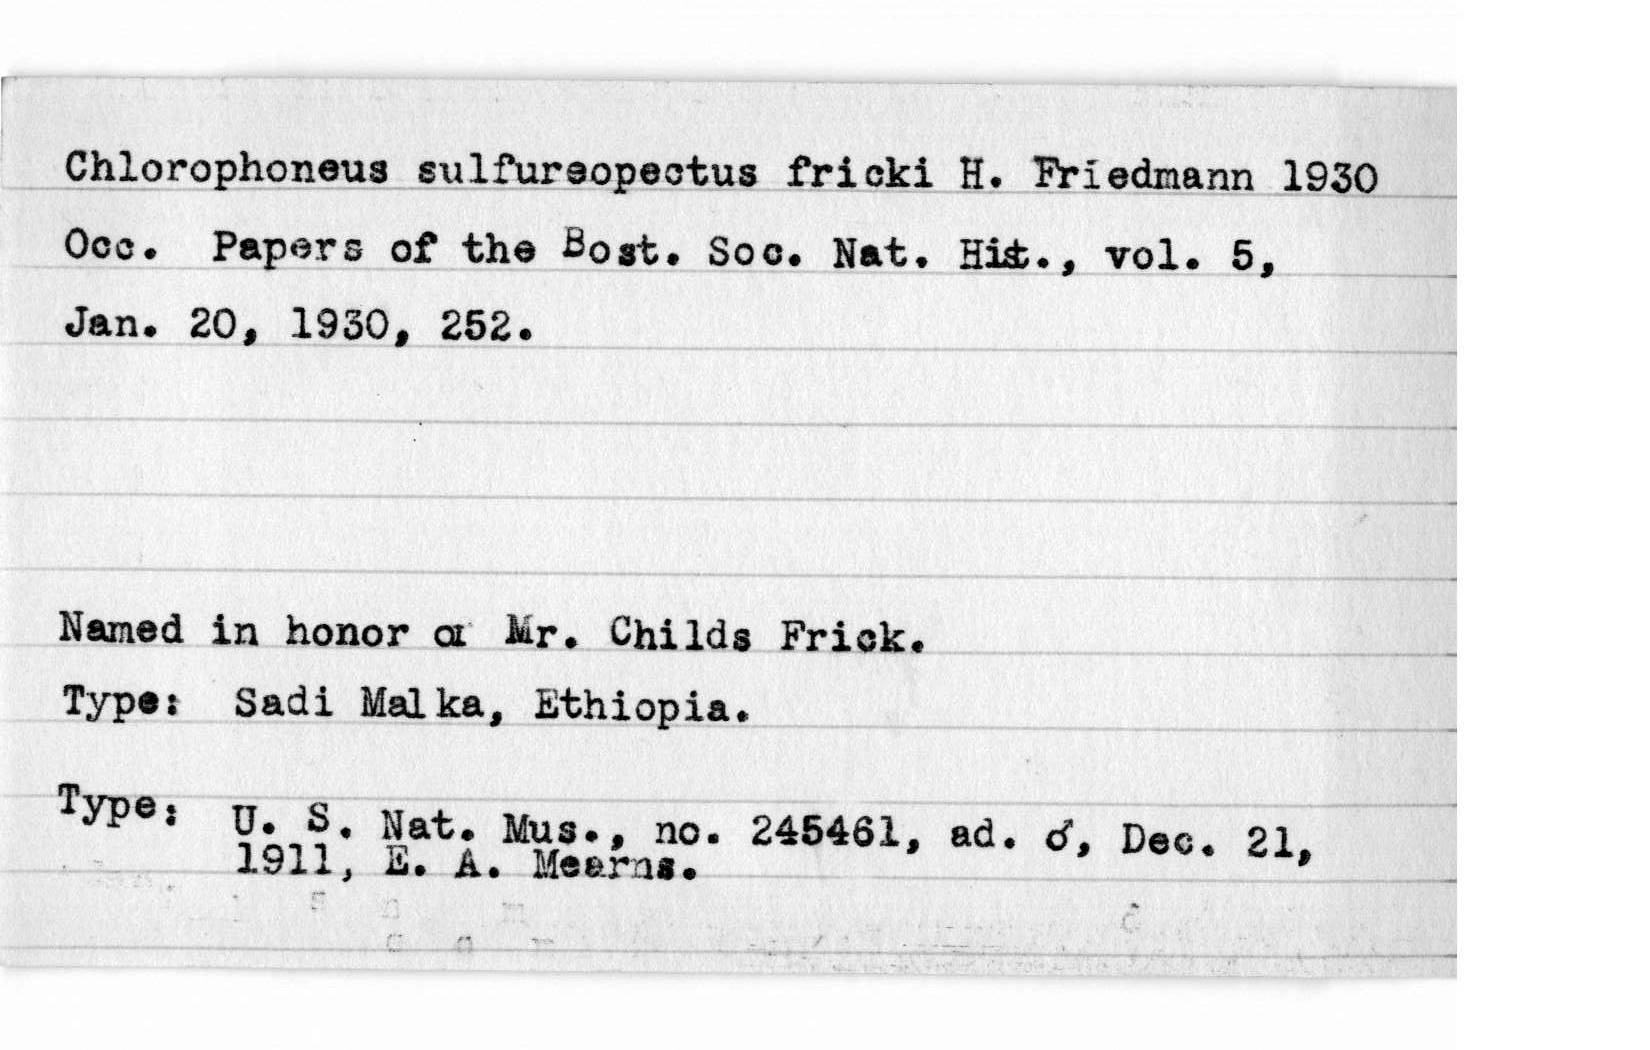 Chlorophoneus sulfureopectus fricki H. Friedmann 1930
Occ. Papers of the Bost. Soc. Nat. Hist., vol. 5,
Jan. 20, 1930, 252.
Named in honor of Mr. Childs Frick.
Type: Sadi Malka, Ethiopia.
Type: U. S. Nat. Mus., no. 245461, ad. ♂, Dec. 21,
1911, E. A. Mearns.